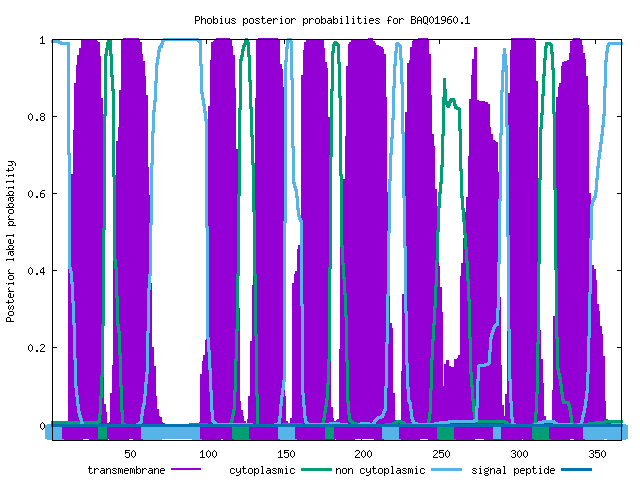 Phobius posterior probabilities for BAQ01960.1
1
0.8
0.6
0.4
0.2
0
Posterior label probability
50 100 150 200 250 300 350
transmembrane cytoplasmic non cytoplasmic signal peptide